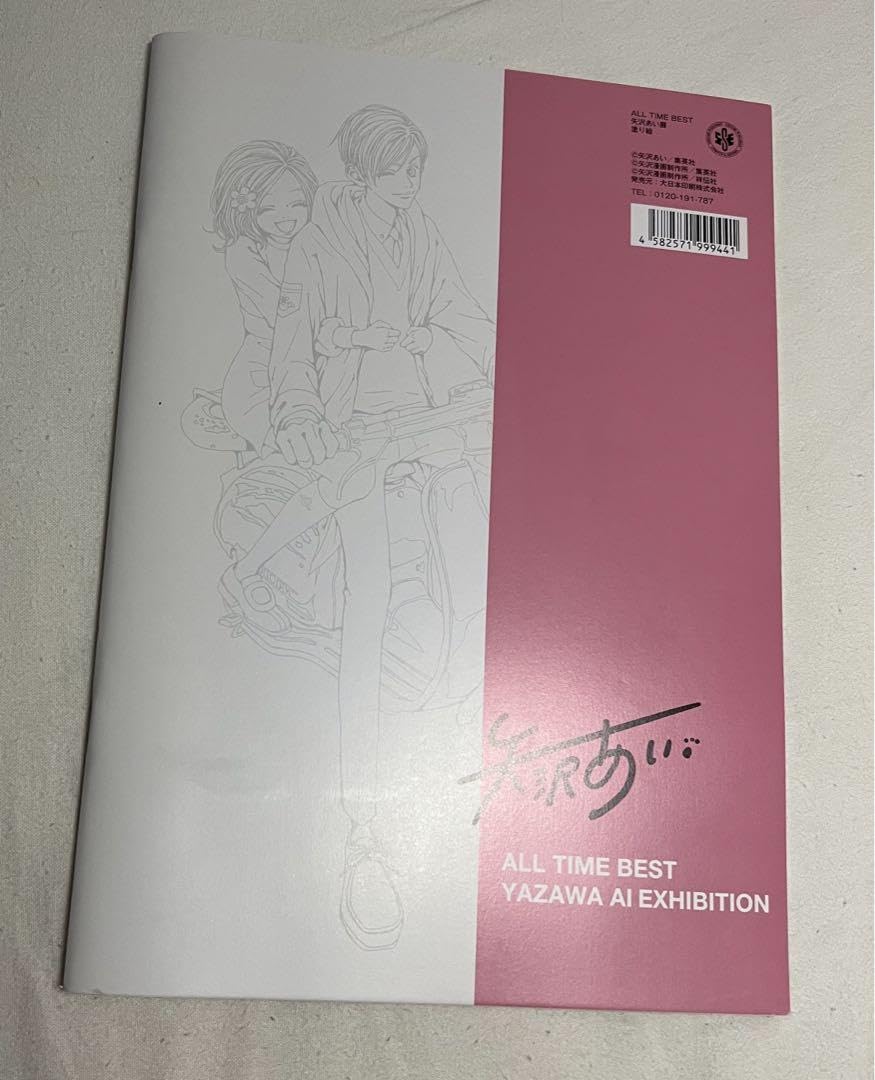 ALL TIME BEST
矢沢あい展
塗り絵
©矢沢あい／集英社
©矢沢漫画制作所／集英社
©矢沢漫画制作所／祥伝社
発売元：大日本印刷株式会社
TEL：0120-191-787
4 582571 999441
矢沢あい
ALL TIME BEST
YAZAWA AI EXHIBITION